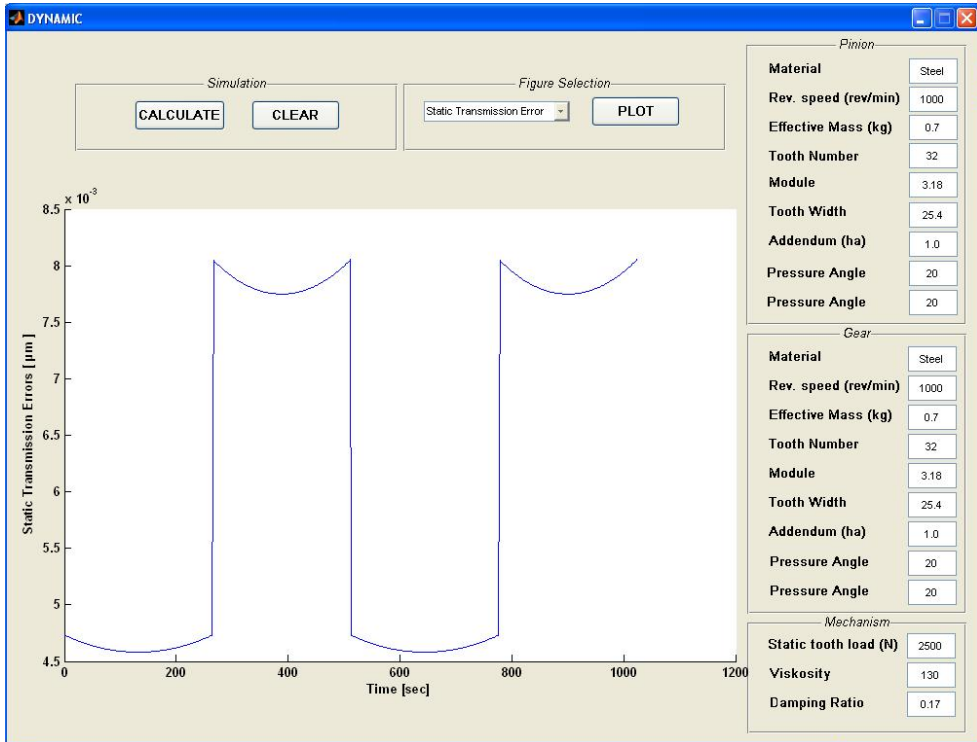 DYNAMIC
Simulation
CALCULATE CLEAR
Figure Selection
Static Transmission Error PLOT
× 10⁻³
8.5
8
7.5
7
6.5
6
5.5
5
4.5
Static Transmission Errors [µm]
0 200 400 600 800 1000 1200
Time [sec]
Pinion
Material Steel
Rev. speed (rev/min) 1000
Effective Mass (kg) 0.7
Tooth Number 32
Module 3.18
Tooth Width 25.4
Addendum (ha) 1.0
Pressure Angle 20
Pressure Angle 20
Gear
Material Steel
Rev. speed (rev/min) 1000
Effective Mass (kg) 0.7
Tooth Number 32
Module 3.18
Tooth Width 25.4
Addendum (ha) 1.0
Pressure Angle 20
Pressure Angle 20
Mechanism
Static tooth load (N) 2500
Viskosity 130
Damping Ratio 0.17